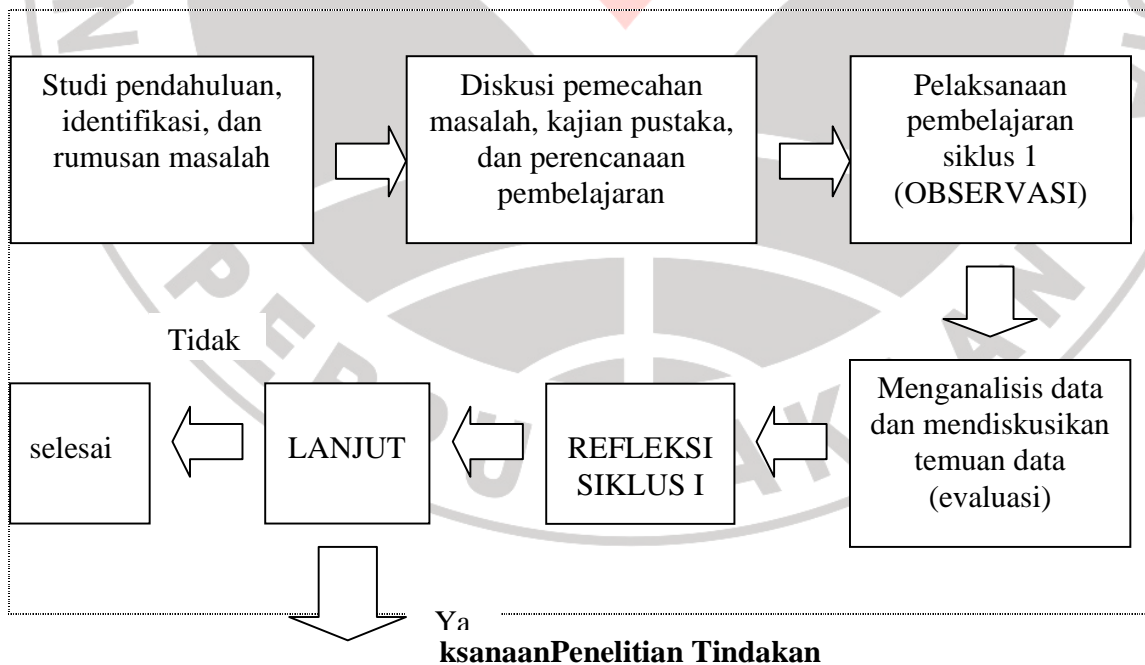 Studi pendahuluan,
identifikasi, dan
rumusan masalah
Diskusi pemecahan
masalah, kajian pustaka,
dan perencanaan
pembelajaran
Pelaksanaan
pembelajaran
siklus 1
(OBSERVASI)
Menganalisis data
dan mendiskusikan
temuan data
(evaluasi)
REFLEKSI
SIKLUS I
LANJUT
Tidak
selesai
Ya
ksanaanPenelitian Tindakan